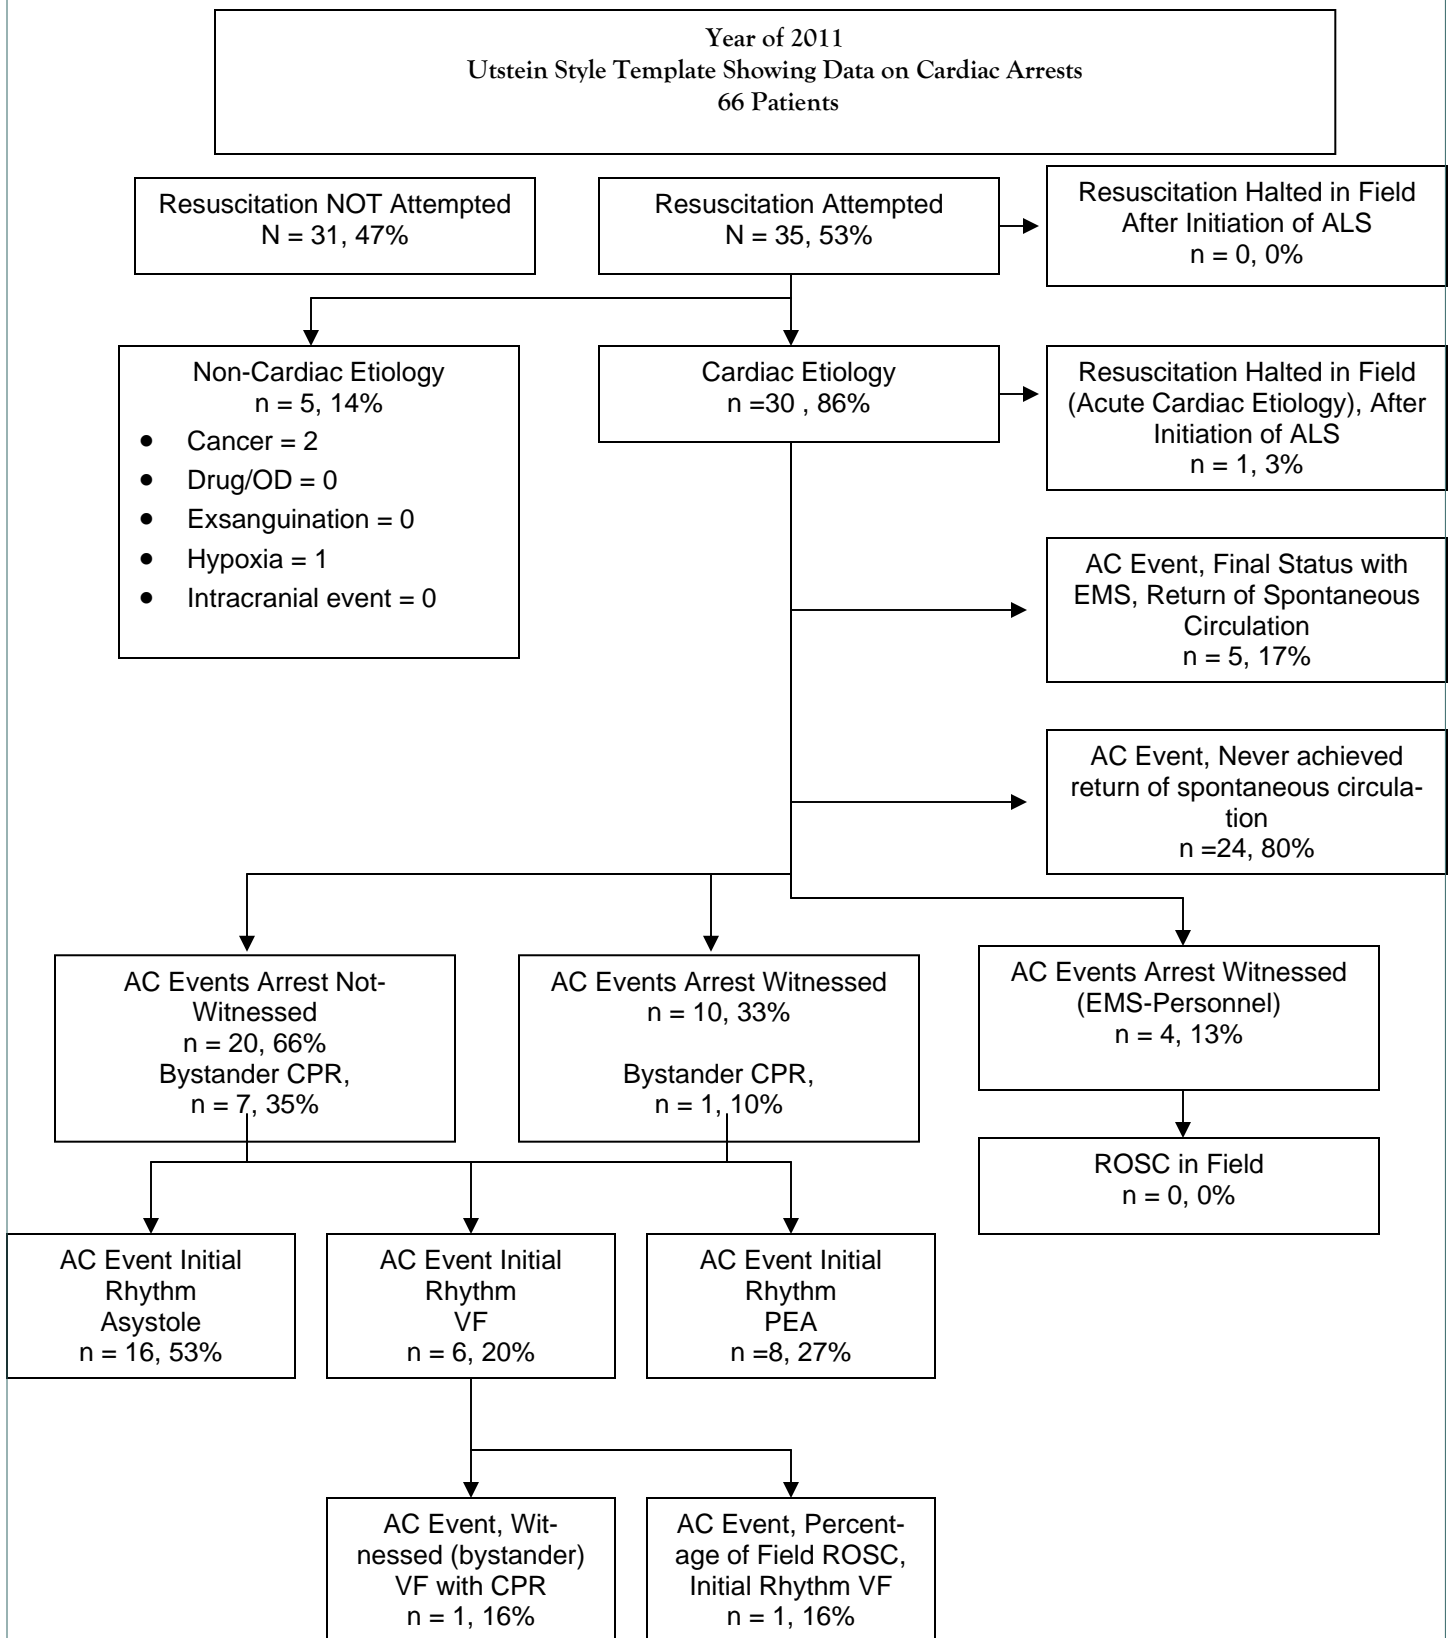 Year of 2011
Utstein Style Template Showing Data on Cardiac Arrests
66 Patients
Resuscitation NOT Attempted
N = 31, 47%
Resuscitation Attempted
N = 35, 53%
Resuscitation Halted in Field
After Initiation of ALS
n = 0, 0%
Non-Cardiac Etiology
n = 5, 14%
• Cancer = 2
• Drug/OD = 0
• Exsanguination = 0
• Hypoxia = 1
• Intracranial event = 0
Cardiac Etiology
n =30 , 86%
Resuscitation Halted in Field
(Acute Cardiac Etiology), After
Initiation of ALS
n = 1, 3%
AC Event, Final Status with
EMS, Return of Spontaneous
Circulation
n = 5, 17%
AC Event, Never achieved
return of spontaneous circula-
tion
n =24, 80%
AC Events Arrest Not-
Witnessed
n = 20, 66%
Bystander CPR,
n = 7, 35%
AC Events Arrest Witnessed
n = 10, 33%
Bystander CPR,
n = 1, 10%
AC Events Arrest Witnessed
(EMS-Personnel)
n = 4, 13%
ROSC in Field
n = 0, 0%
AC Event Initial
Rhythm
Asystole
n = 16, 53%
AC Event Initial
Rhythm
VF
n = 6, 20%
AC Event Initial
Rhythm
PEA
n =8, 27%
AC Event, Wit-
nessed (bystander)
VF with CPR
n = 1, 16%
AC Event, Percent-
age of Field ROSC,
Initial Rhythm VF
n = 1, 16%